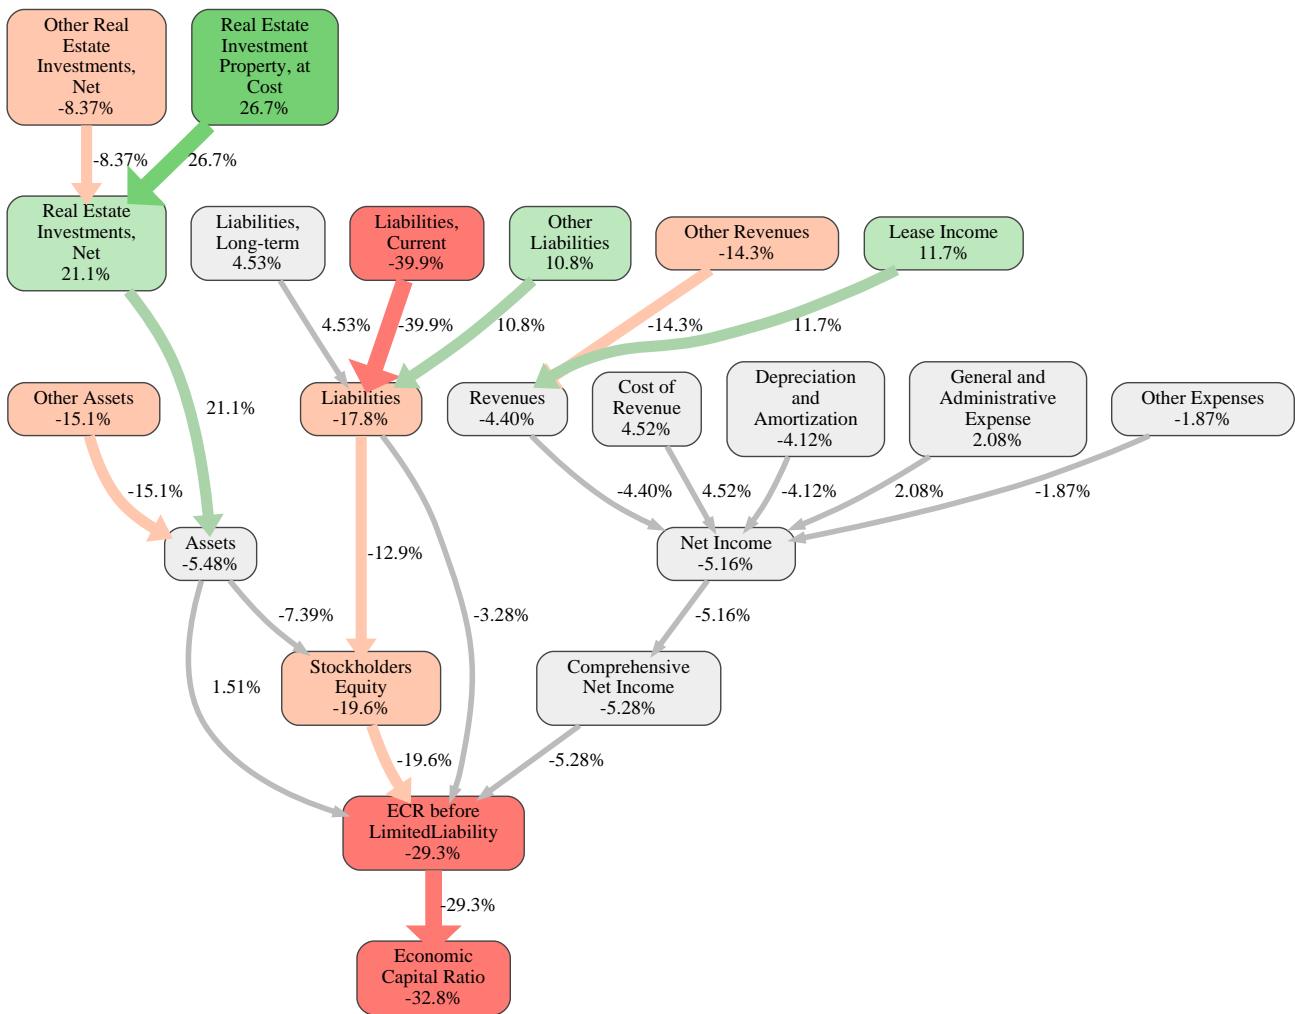 Other Real
Estate
Investments,
Net
-8.37%
Real Estate
Investment
Property, at
Cost
26.7%
-8.37%
26.7%
Real Estate
Investments,
Net
21.1%
Liabilities,
Long-term
4.53%
Liabilities,
Current
-39.9%
Other
Liabilities
10.8%
Other Revenues
-14.3%
Lease Income
11.7%
4.53%
-39.9%
10.8%
-14.3%
11.7%
Other Assets
-15.1%
21.1%
Liabilities
-17.8%
Revenues
-4.40%
Cost of
Revenue
4.52%
Depreciation
and
Amortization
-4.12%
General and
Administrative
Expense
2.08%
Other Expenses
-1.87%
-15.1%
-4.40%
4.52%
-4.12%
2.08%
-1.87%
Assets
-5.48%
-12.9%
Net Income
-5.16%
-7.39%
-3.28%
-5.16%
1.51%
Stockholders
Equity
-19.6%
Comprehensive
Net Income
-5.28%
-19.6%
-5.28%
ECR before
LimitedLiability
-29.3%
-29.3%
Economic
Capital Ratio
-32.8%